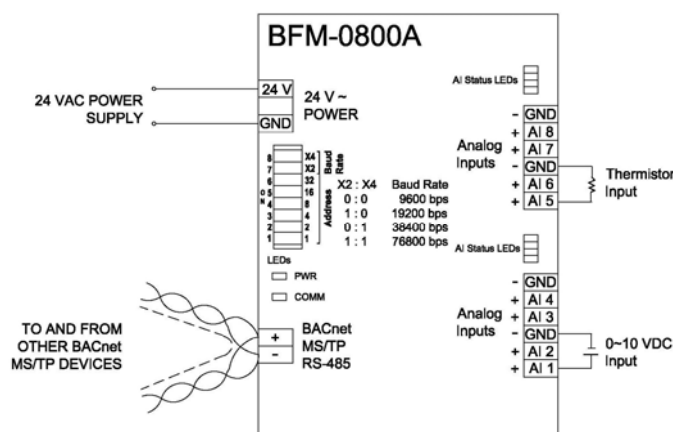 BFM-0800A
24 VAC POWER
SUPPLY
24 V
GND
24 V ~
POWER
8 X4
7 X2
6 32
5 16
4 8
3 4
2 2
1 1
ON
Baud
Rate
Address
X2 : X4 Baud Rate
0 : 0 9600 bps
1 : 0 19200 bps
0 : 1 38400 bps
1 : 1 76800 bps
LEDs
PWR
COMM
TO AND FROM
OTHER BACnet
MS/TP DEVICES
+
-
BACnet
MS/TP
RS-485
AI Status LEDs
Analog
Inputs
- GND
+ AI 8
+ AI 7
- GND
+ AI 6
+ AI 5
Thermistor
Input
AI Status LEDs
Analog
Inputs
- GND
+ AI 4
+ AI 3
- GND
+ AI 2
+ AI 1
0~10 VDC
Input